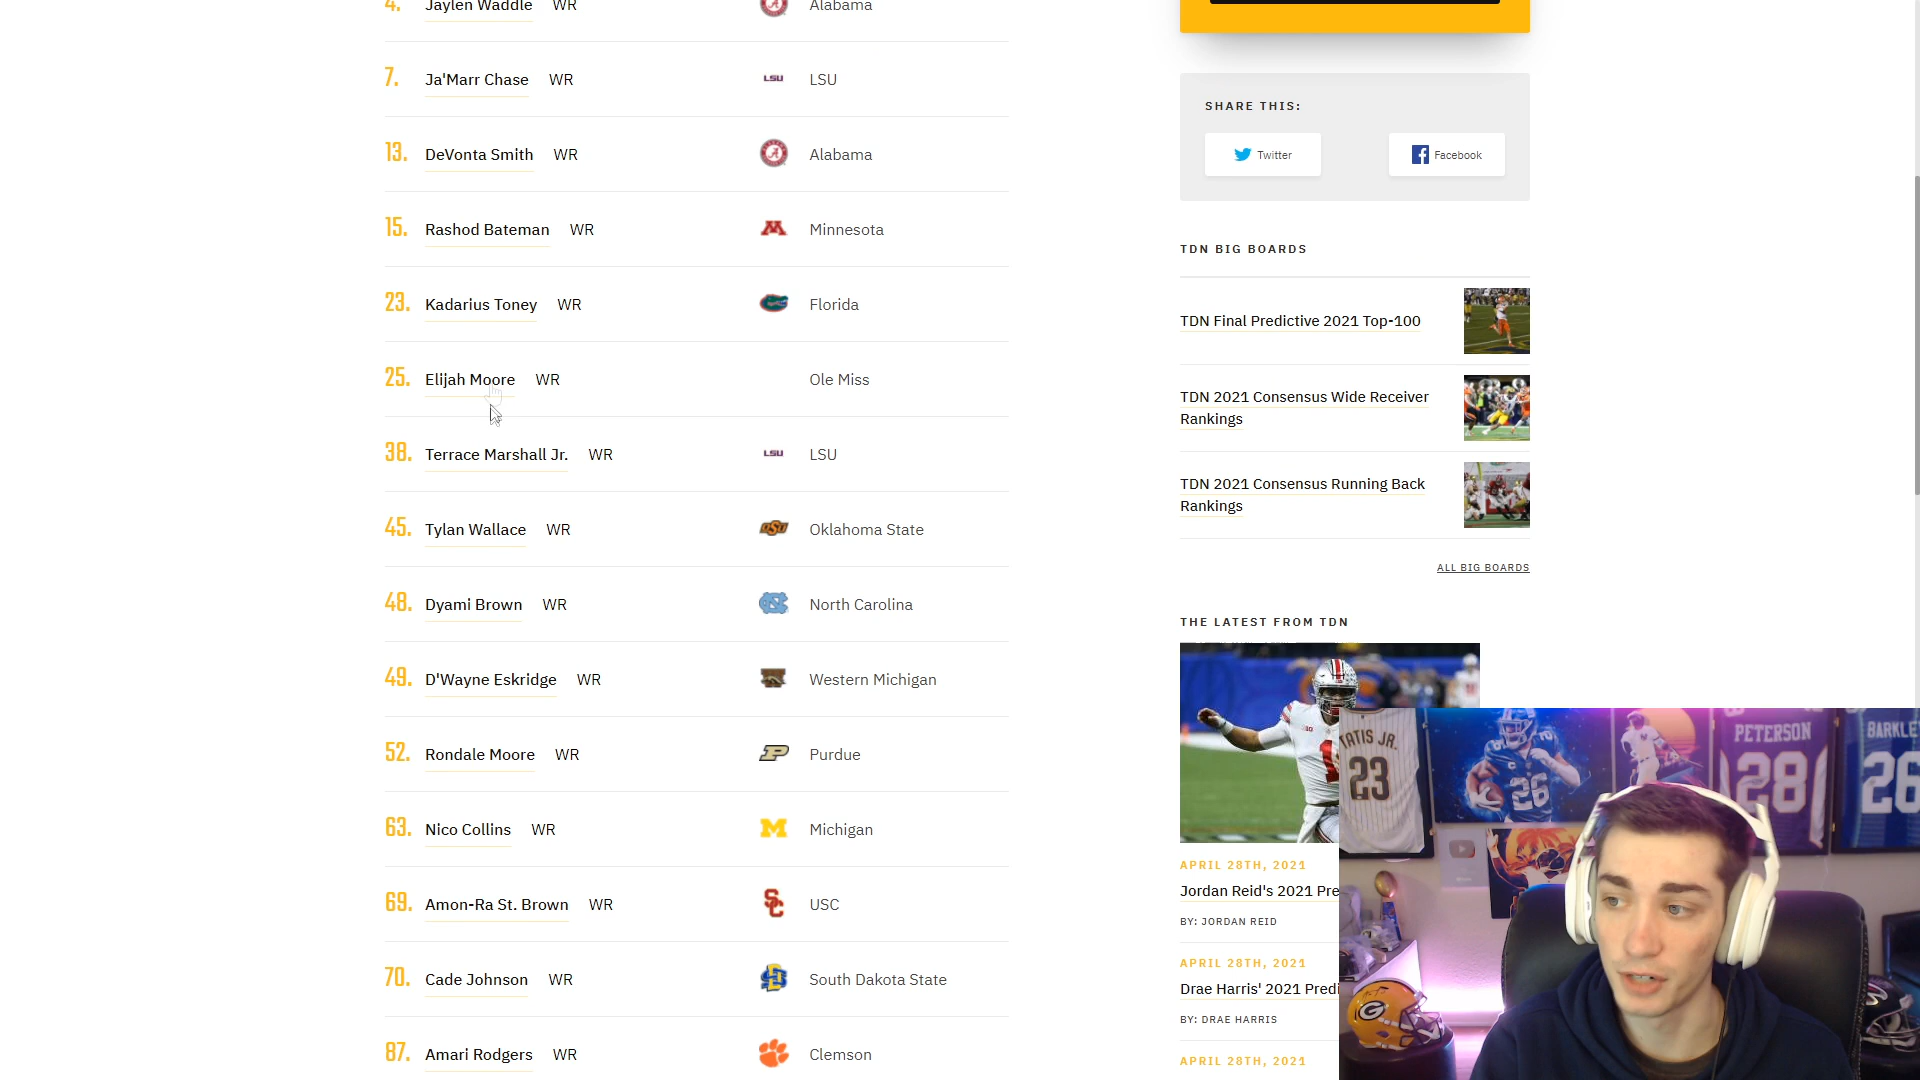 4. Jaylen Waddle WR Alabama
7. Ja'Marr Chase WR LSU LSU
13. DeVonta Smith WR Alabama
15. Rashod Bateman WR Minnesota
23. Kadarius Toney WR Florida
25. Elijah Moore WR Ole Miss
38. Terrace Marshall Jr. WR LSU LSU
45. Tylan Wallace WR OSU Oklahoma State
48. Dyami Brown WR North Carolina
49. D'Wayne Eskridge WR Western Michigan
52. Rondale Moore WR Purdue
63. Nico Collins WR Michigan
69. Amon-Ra St. Brown WR USC
70. Cade Johnson WR South Dakota State
87. Amari Rodgers WR Clemson
SHARE THIS:
Twitter Facebook
TDN BIG BOARDS
TDN Final Predictive 2021 Top-100
TDN 2021 Consensus Wide Receiver
Rankings
TDN 2021 Consensus Running Back
Rankings
ALL BIG BOARDS
THE LATEST FROM TDN
APRIL 28TH, 2021
Jordan Reid's 2021 Pre
BY: JORDAN REID
APRIL 28TH, 2021
Drae Harris' 2021 Predi
BY: DRAE HARRIS
APRIL 28TH, 2021
TATIS JR.
23
26
PETERSON
28
BARKLE
26
G